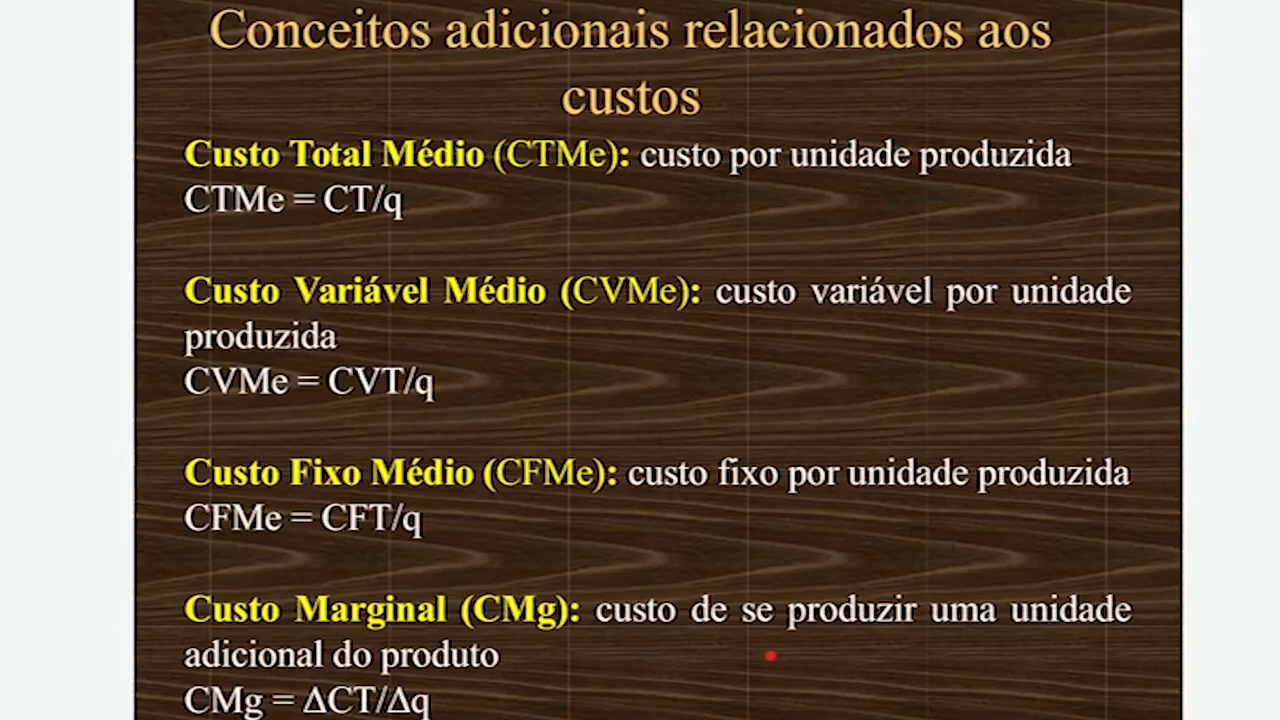 Conceitos adicionais relacionados aos
custos
Custo Total Médio (CTMe): custo por unidade produzida
CTMe = CT/q
Custo Variável Médio (CVMe): custo variável por unidade
produzida
CVMe = CVT/q
Custo Fixo Médio (CFMe): custo fixo por unidade produzida
CFMe = CFT/q
Custo Marginal (CMg): custo de se produzir uma unidade
adicional do produto
CMg = ΔCT/Δq